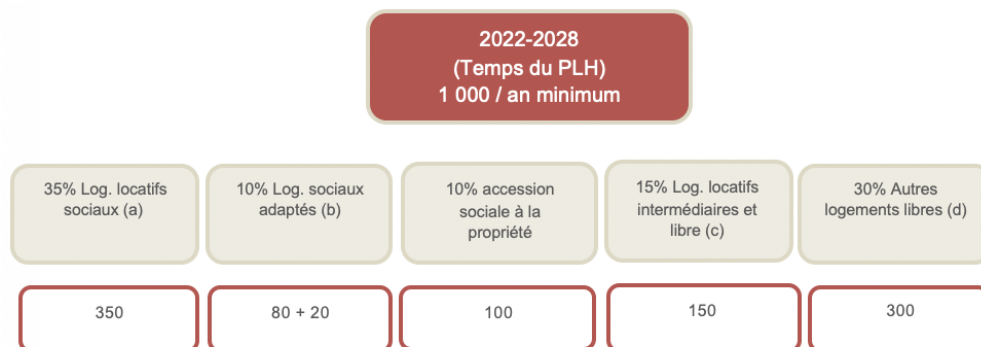 2022-2028
(Temps du PLH)
1 000 / an minimum
35% Log. locatifs
sociaux (a)
10% Log. sociaux
adaptés (b)
10% accession
sociale à la
propriété
15% Log. locatifs
intermédiaires et
libre (c)
30% Autres
logements libres (d)
350
80 + 20
100
150
300